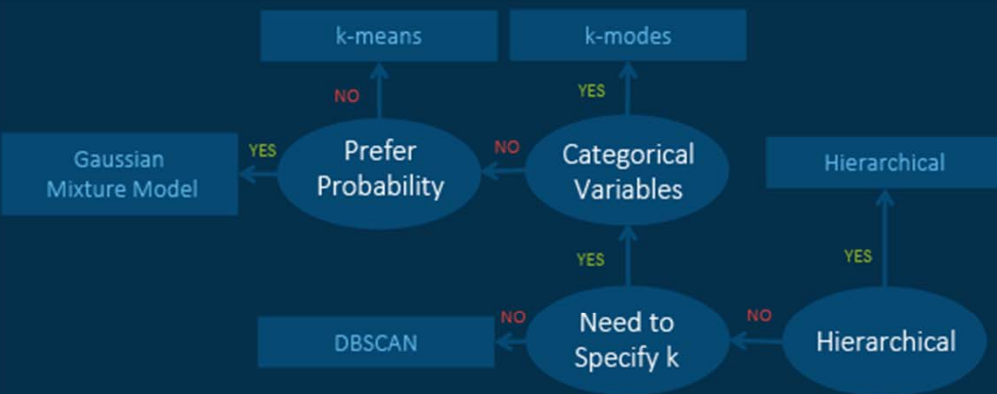 k-means
k-modes
NO
YES
Gaussian
Mixture Model
YES
Prefer
Probability
NO
Categorical
Variables
Hierarchical
YES
YES
DBSCAN
NO
Need to
Specify k
NO
Hierarchical